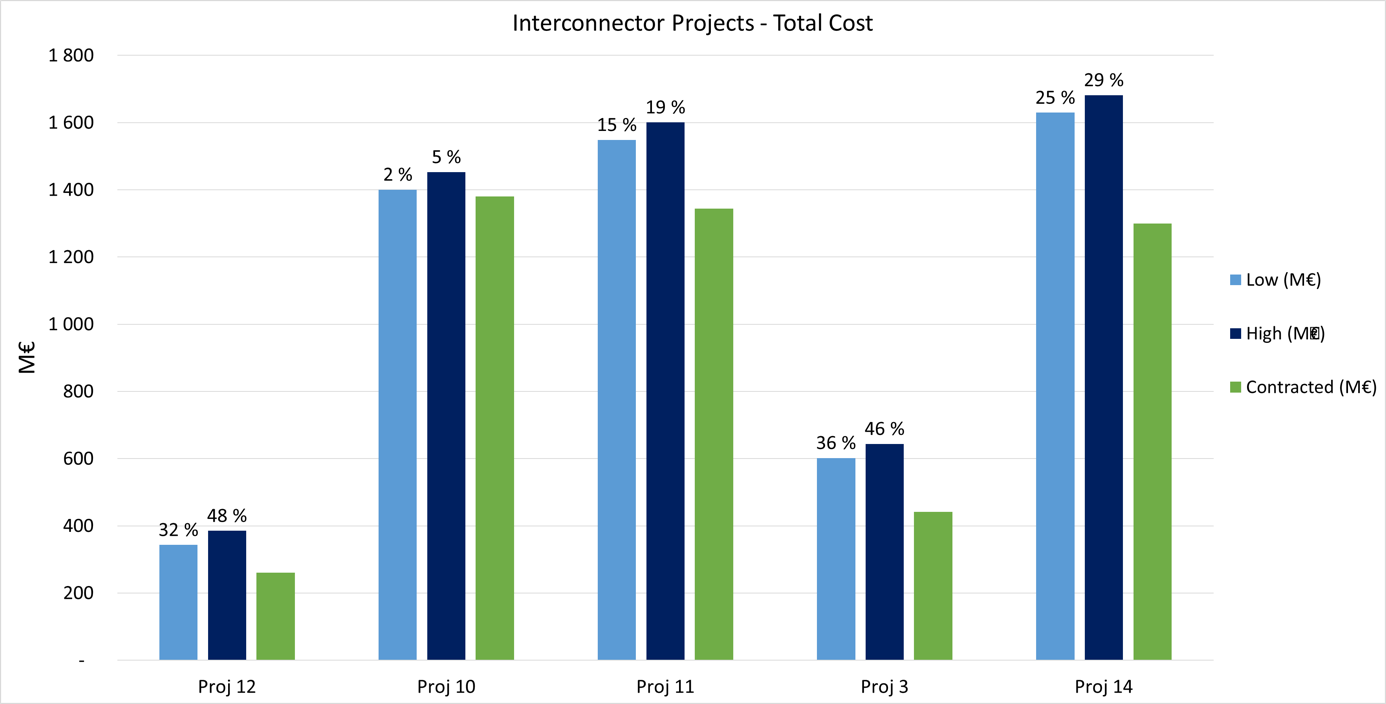 Interconnector Projects - Total Cost
1 800
1 600
1 400
1 200
1 000
800
600
400
200
-
M€
32 %
48 %
2 %
5 %
15 %
19 %
36 %
46 %
25 %
29 %
Proj 12
Proj 10
Proj 11
Proj 3
Proj 14
Low (M€)
High (M€)
Contracted (M€)